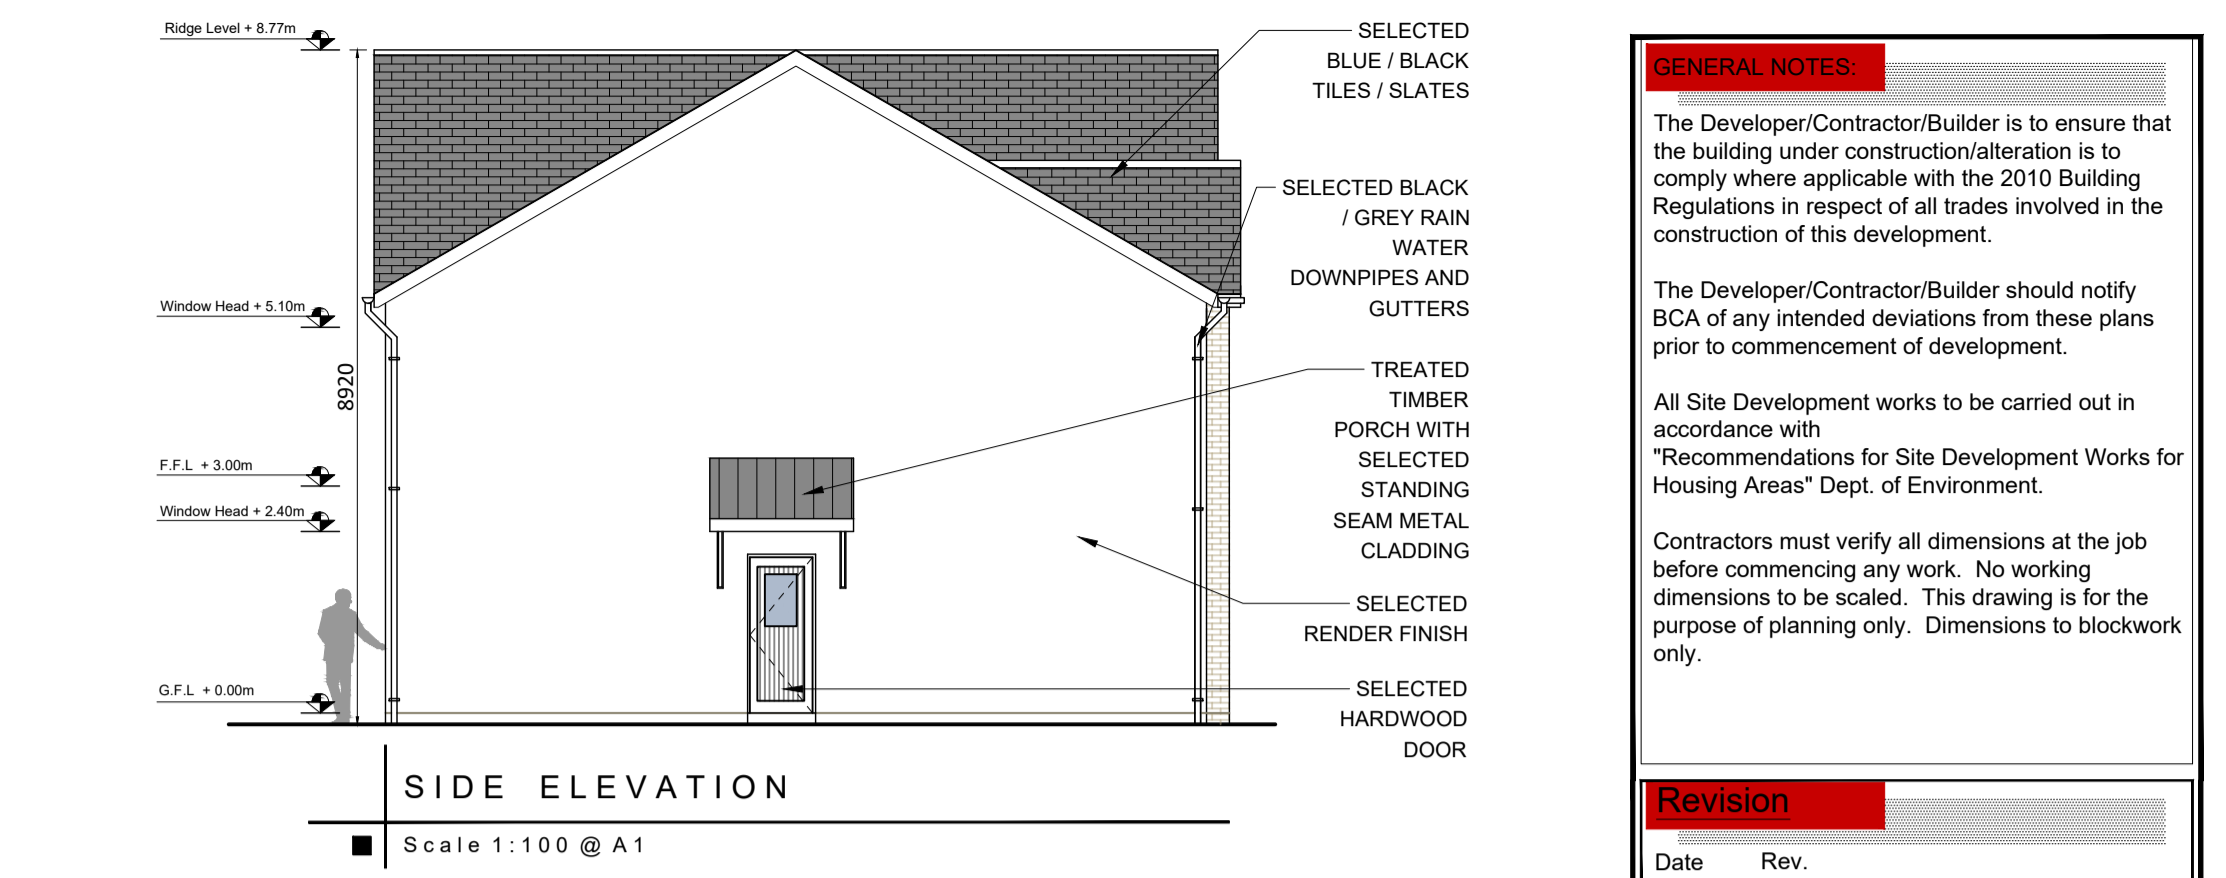 Ridge Level + 8.77m
Window Head + 5.10m
8920
F.F.L + 3.00m
Window Head + 2.40m
G.F.L + 0.00m
SELECTED
BLUE / BLACK
TILES / SLATES
SELECTED BLACK
/ GREY RAIN
WATER
DOWNPIPES AND
GUTTERS
TREATED
TIMBER
PORCH WITH
SELECTED
STANDING
SEAM METAL
CLADDING
SELECTED
RENDER FINISH
SELECTED
HARDWOOD
DOOR
SIDE ELEVATION
Scale 1:100 @ A1
GENERAL NOTES:
The Developer/Contractor/Builder is to ensure that
the building under construction/alteration is to
comply where applicable with the 2010 Building
Regulations in respect of all trades involved in the
construction of this development.
The Developer/Contractor/Builder should notify
BCA of any intended deviations from these plans
prior to commencement of development.
All Site Development works to be carried out in
accordance with
"Recommendations for Site Development Works for
Housing Areas" Dept. of Environment.
Contractors must verify all dimensions at the job
before commencing any work.  No working
dimensions to be scaled.  This drawing is for the
purpose of planning only.  Dimensions to blockwork
only.
Revision
Date Rev.